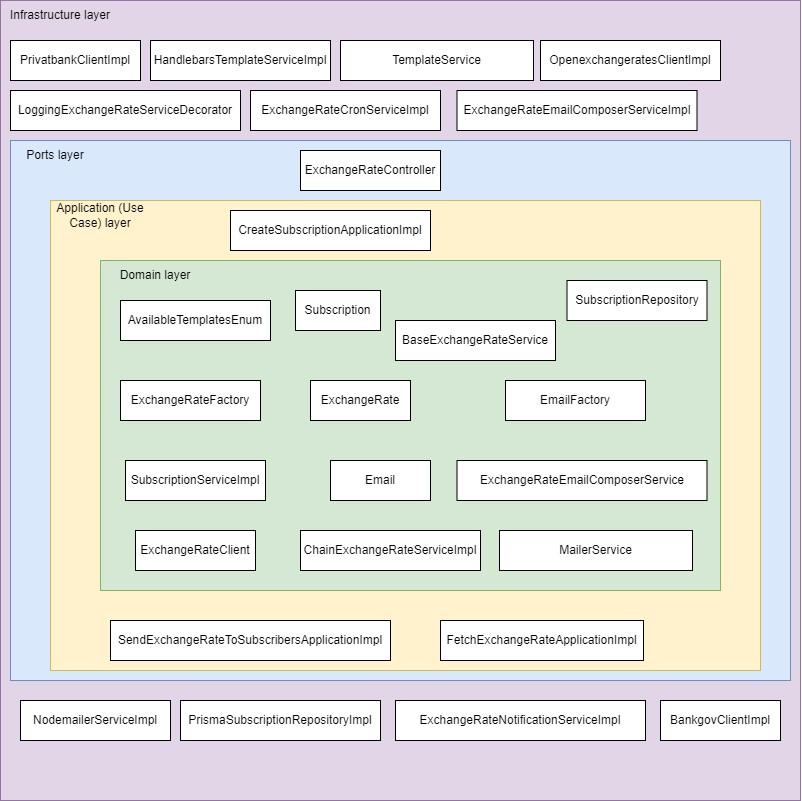 Infrastructure layer
PrivatbankClientImpl
HandlebarsTemplateServiceImpl
TemplateService
OpenexchangeratesClientImpl
LoggingExchangeRateServiceDecorator
ExchangeRateCronServiceImpl
ExchangeRateEmailComposerServiceImpl
Ports layer
ExchangeRateController
Application (Use
Case) layer
CreateSubscriptionApplicationImpl
Domain layer
AvailableTemplatesEnum
Subscription
SubscriptionRepository
BaseExchangeRateService
ExchangeRateFactory
ExchangeRate
EmailFactory
SubscriptionServiceImpl
Email
ExchangeRateEmailComposerService
ExchangeRateClient
ChainExchangeRateServiceImpl
MailerService
SendExchangeRateToSubscribersApplicationImpl
FetchExchangeRateApplicationImpl
NodemailerServiceImpl
PrismaSubscriptionRepositoryImpl
ExchangeRateNotificationServiceImpl
BankgovClientImpl